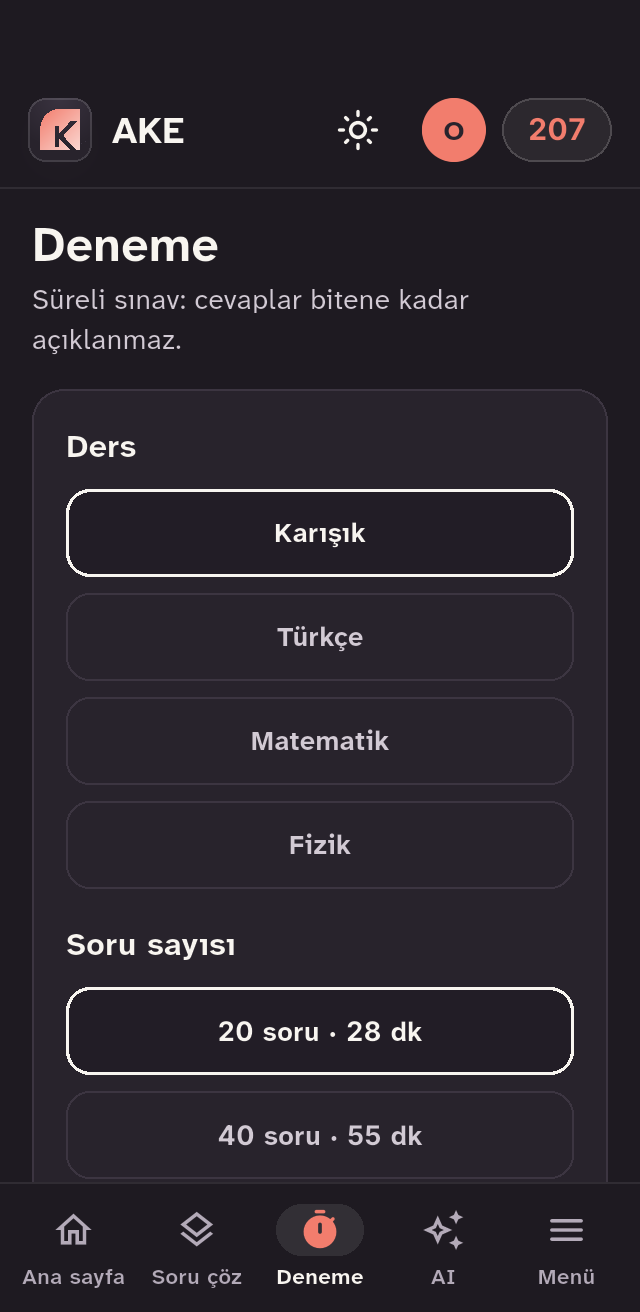 K
AKE
O
207
Deneme
Süreli sınav: cevaplar bitene kadar
açıklanmaz.
Ders
Karışık
Türkçe
Matematik
Fizik
Soru sayısı
20 soru · 28 dk
40 soru · 55 dk
Ana sayfa
Soru çöz
Deneme
AI
Menü